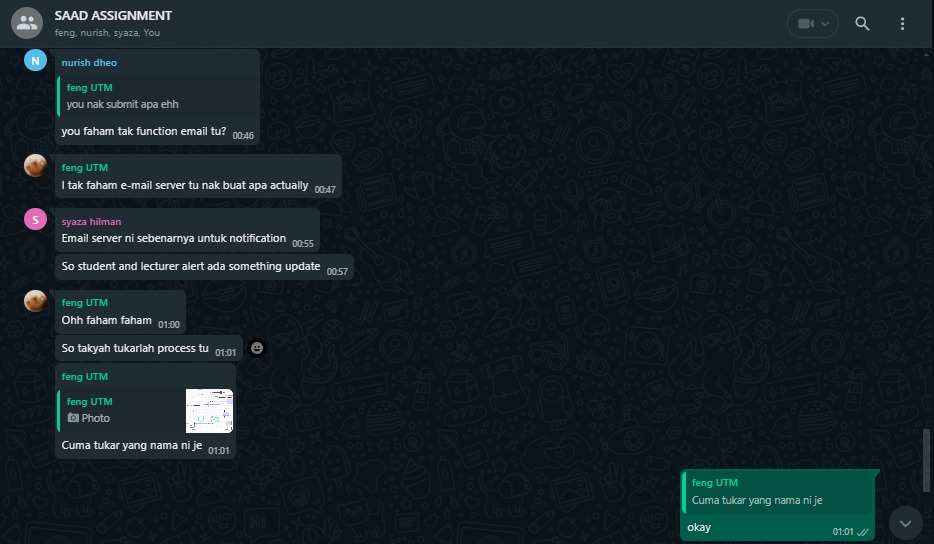 SAAD ASSIGNMENT
feng, nurish, syaza, You
N
nurish dheo
feng UTM
you nak submit apa ehh
you faham tak function email tu?
00:46
feng UTM
I tak faham e-mail server tu nak buat apa actually
00:47
S
syaza hilman
Email server ni sebenarnya untuk notification
00:55
So student and lecturer alert ada something update
00:57
feng UTM
Ohh faham faham
01:00
So takyah tukarlah process tu
01:01
feng UTM
feng UTM
Photo
Cuma tukar yang nama ni je
01:01
feng UTM
Cuma tukar yang nama ni je
okay
01:01